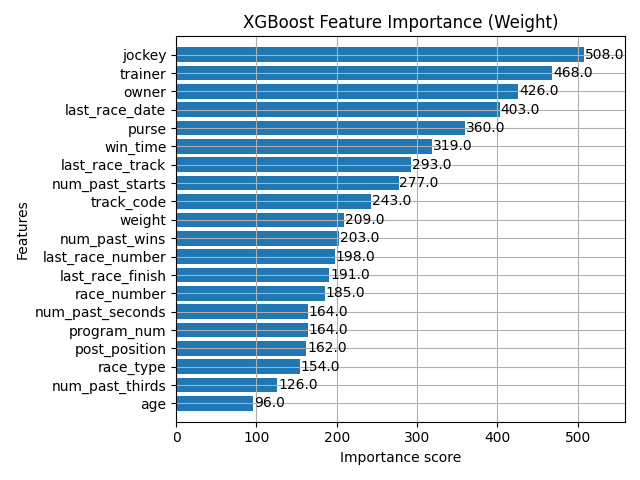 XGBoost Feature Importance (Weight)
Features
jockey 508.0
trainer 468.0
owner 426.0
last_race_date 403.0
purse 360.0
win_time 319.0
last_race_track 293.0
num_past_starts 277.0
track_code 243.0
weight 209.0
num_past_wins 203.0
last_race_number 198.0
last_race_finish 191.0
race_number 185.0
num_past_seconds 164.0
program_num 164.0
post_position 162.0
race_type 154.0
num_past_thirds 126.0
age 96.0
0 100 200 300 400 500
Importance score